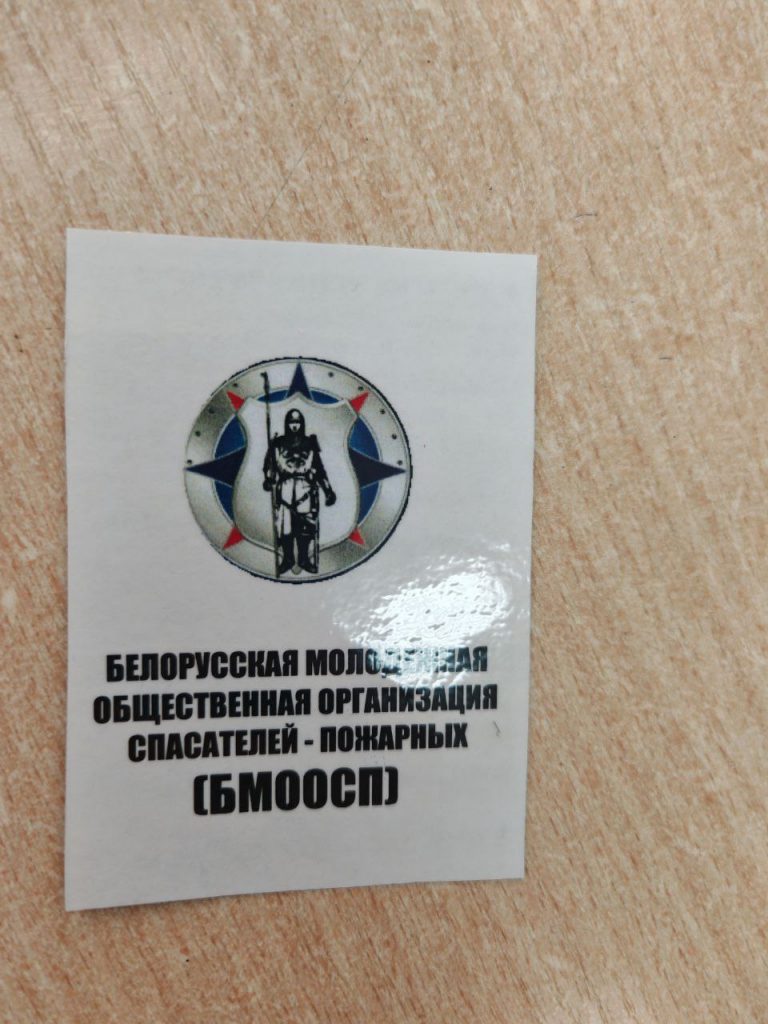 БЕЛОРУССКАЯ МОЛОДЕЖНАЯ
ОБЩЕСТВЕННАЯ ОРГАНИЗАЦИЯ
СПАСАТЕЛЕЙ - ПОЖАРНЫХ
(БМООСП)